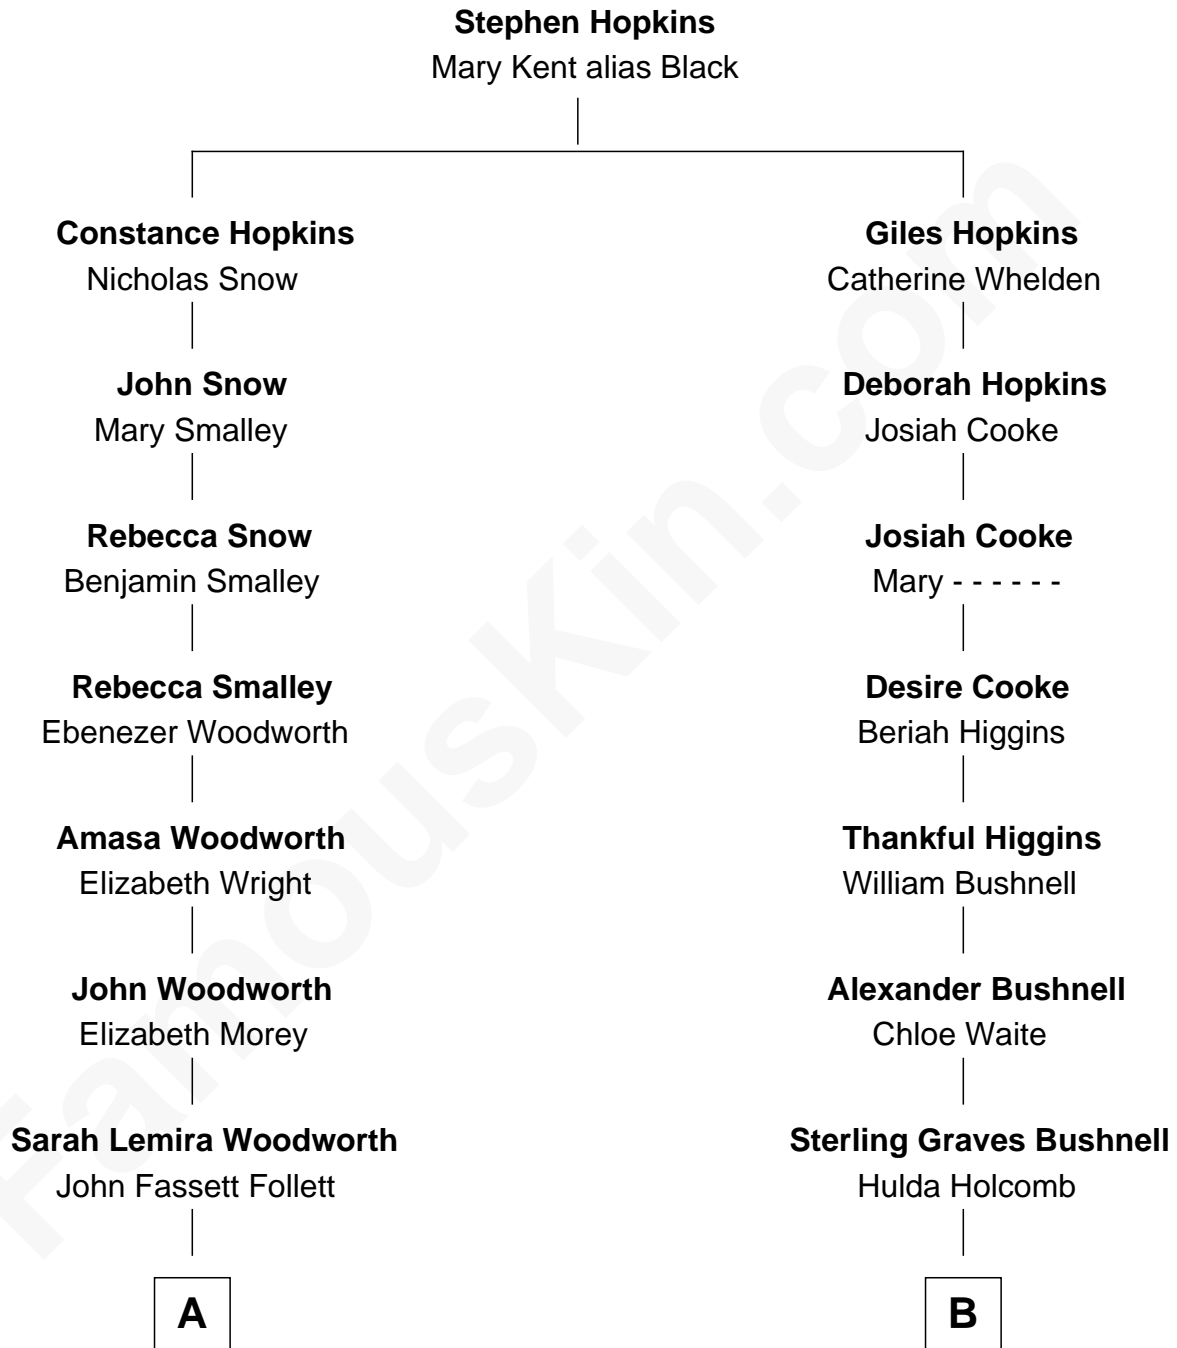 Stephen Hopkins
Mary Kent alias Black
Constance Hopkins
Nicholas Snow
Giles Hopkins
Catherine Whelden
John Snow
Mary Smalley
Deborah Hopkins
Josiah Cooke
Rebecca Snow
Benjamin Smalley
Josiah Cooke
Mary - - - - - -
Rebecca Smalley
Ebenezer Woodworth
Desire Cooke
Beriah Higgins
Amasa Woodworth
Elizabeth Wright
Thankful Higgins
William Bushnell
John Woodworth
Elizabeth Morey
Alexander Bushnell
Chloe Waite
Sarah Lemira Woodworth
John Fassett Follett
Sterling Graves Bushnell
Hulda Holcomb
A
B
FamousKin.com